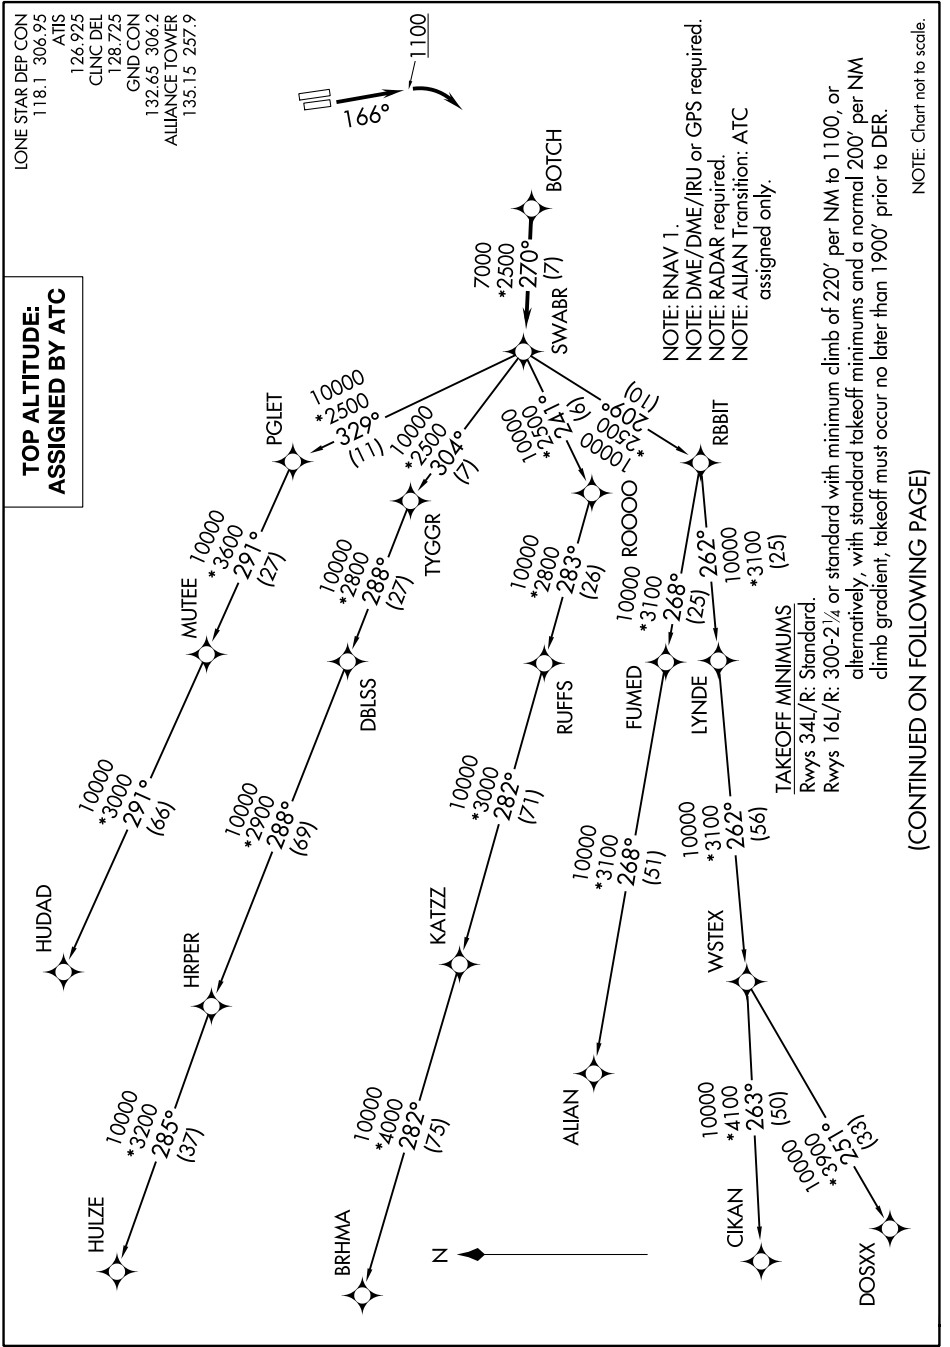 TOP ALTITUDE:
ASSIGNED BY ATC
LONE STAR DEP CON
118.1 306.95
ATIS
126.925
CLNC DEL
128.725
GND CON
132.65 306.2
ALLIANCE TOWER
135.15 257.9
1100
166°
BOTCH
7000
*2500
270°
(7)
SWABR
10000
*2500
329°
(11)
PGLET
10000
*3600
291°
(27)
MUTEE
10000
*3000
291°
(66)
HUDAD
10000
*2500
304°
(7)
TYGGR
10000
*2800
288°
(27)
DBLSS
10000
*2900
288°
(69)
HRPER
10000
*3200
285°
(37)
HULZE
10000
*2500
241°
(9)
ROOOO
10000
*2800
283°
(26)
RUFFS
10000
*3000
282°
(71)
KATZZ
10000
*4000
282°
(75)
BRHMA
10000
*2500
209°
(10)
RBBIT
10000
*3100
268°
(25)
FUMED
10000
*3100
268°
(51)
ALIAN
262°
10000
*3100
(25)
LYNDE
10000
*3100
262°
(56)
WSTEX
10000
*4100
263°
(50)
CIKAN
10000
*3900
251°
(33)
DOSXX
N
NOTE: RNAV 1.
NOTE: DME/DME/IRU or GPS required.
NOTE: RADAR required.
NOTE: ALIAN Transition: ATC
assigned only.
TAKEOFF MINIMUMS
Rwys 34L/R: Standard.
Rwys 16L/R: 300-2¼ or standard with minimum climb of 220' per NM to 1100, or
alternatively, with standard takeoff minimums and a normal 200' per NM
climb gradient, takeoff must occur no later than 1900' prior to DER.
(CONTINUED ON FOLLOWING PAGE)
NOTE: Chart not to scale.